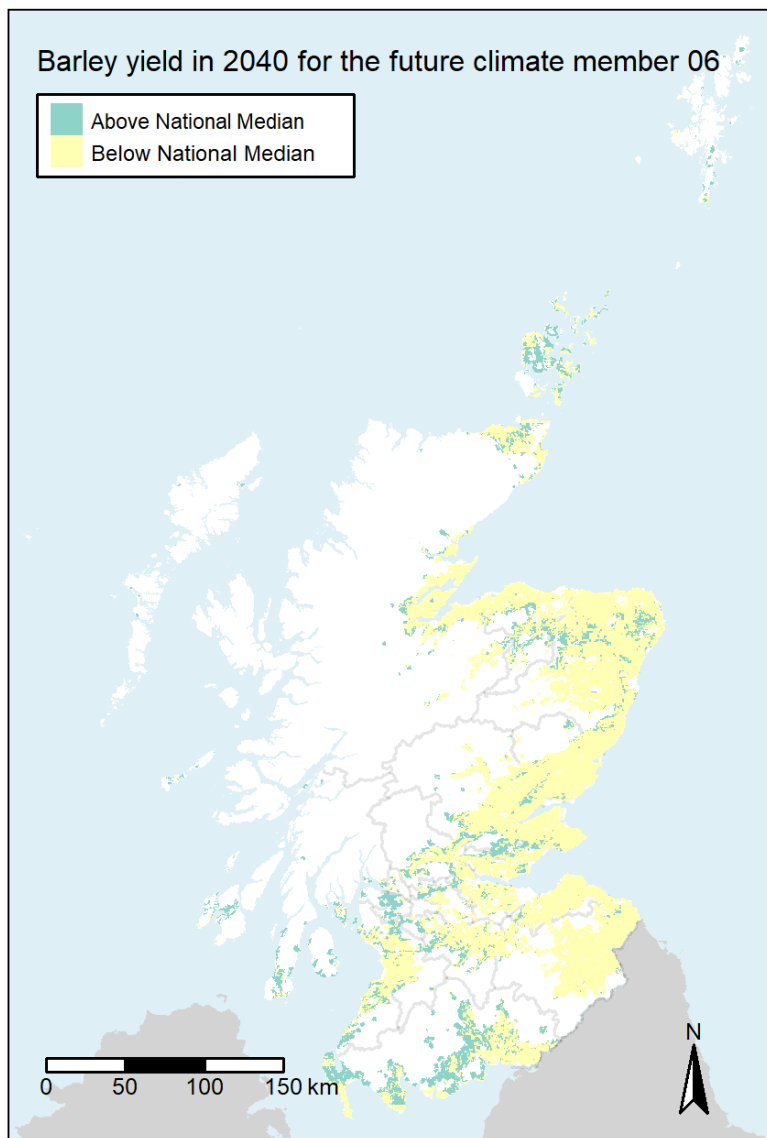 Barley yield in 2040 for the future climate member 06
Above National Median
Below National Median
N
0 50 100 150 km